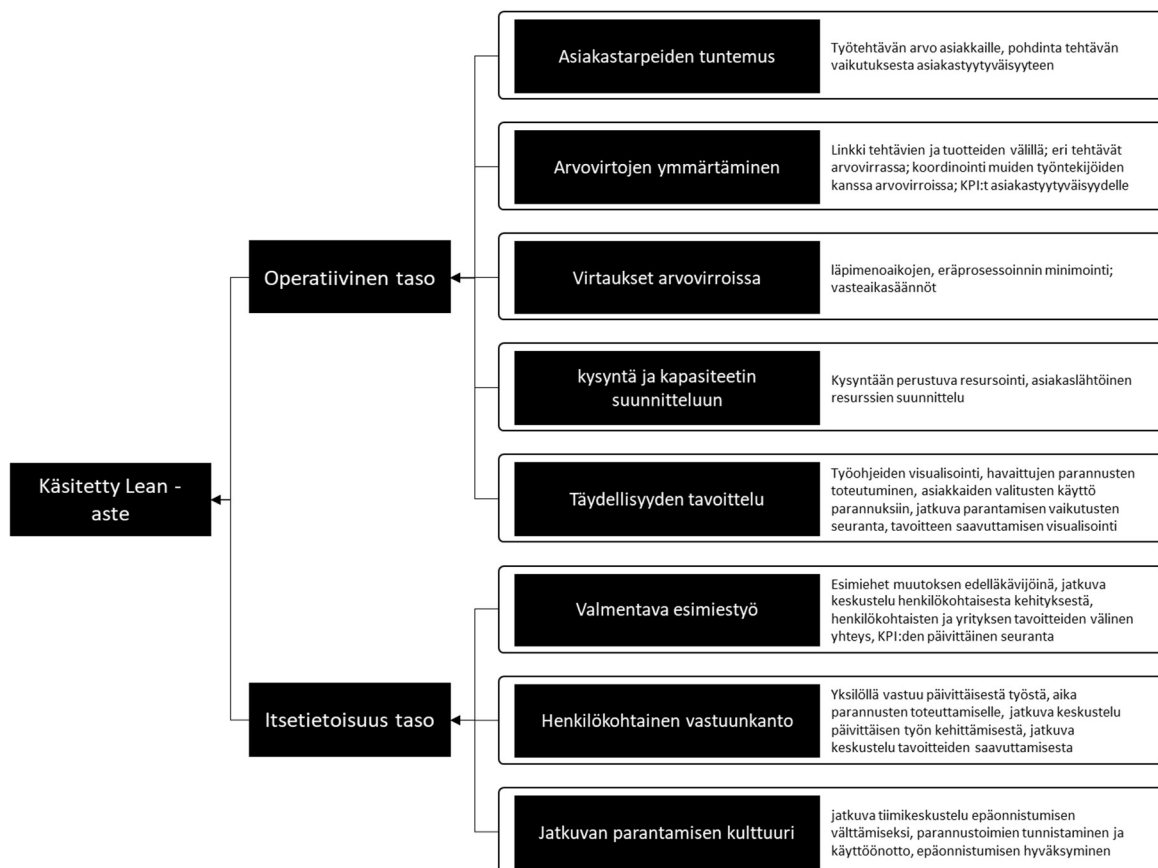 Asiakastarpeiden tuntemus
Työtehtävän arvo asiakkaille, pohdinta tehtävän
vaikutuksesta asiakastyytyväisyyteen
Arvovirtojen ymmärtäminen
Linkki tehtävien ja tuotteiden välillä; eri tehtävät
arvovirrassa; koordinointi muiden työntekijöiden
kanssa arvovirroissa; KPI:t asiakastyytyväisyydelle
Operatiivinen taso
Virtaukset arvovirroissa
läpimenoaikojen, eräprosessoinnin minimointi;
vasteaikasäännöt
kysyntä ja kapasiteetin
suunnitteluun
Kysyntään perustuva resursointi, asiakaslähtöinen
resurssien suunnittelu
Käsitetty Lean -
aste
Täydellisyyden tavoittelu
Työohjeiden visualisointi, havaittujen parannusten
toteutuminen, asiakkaiden valitusten käyttö
parannuksiin, jatkuva parantamisen vaikutusten
seuranta, tavoitteen saavuttamisen visualisointi
Valmentava esimiestyö
Esimiehet muutoksen edelläkävijöinä, jatkuva
keskustelu henkilökohtaisesta kehityksestä,
henkilökohtaisten ja yrityksen tavoitteiden välinen
yhteys, KPI:den päivittäinen seuranta
Itsetietoisuus taso
Henkilökohtainen vastuunkanto
Yksilöllä vastuu päivittäisestä työstä, aika
parannusten toteuttamiselle, jatkuva keskustelu
päivittäisen työn kehittämisestä, jatkuva
keskustelu tavoitteiden saavuttamisesta
Jatkuvan parantamisen kulttuuri
jatkuva tiimikeskustelu epäonnistumisen
välttämiseksi, parannustoimien tunnistaminen ja
käyttöönotto, epäonnistumisen hyväksyminen